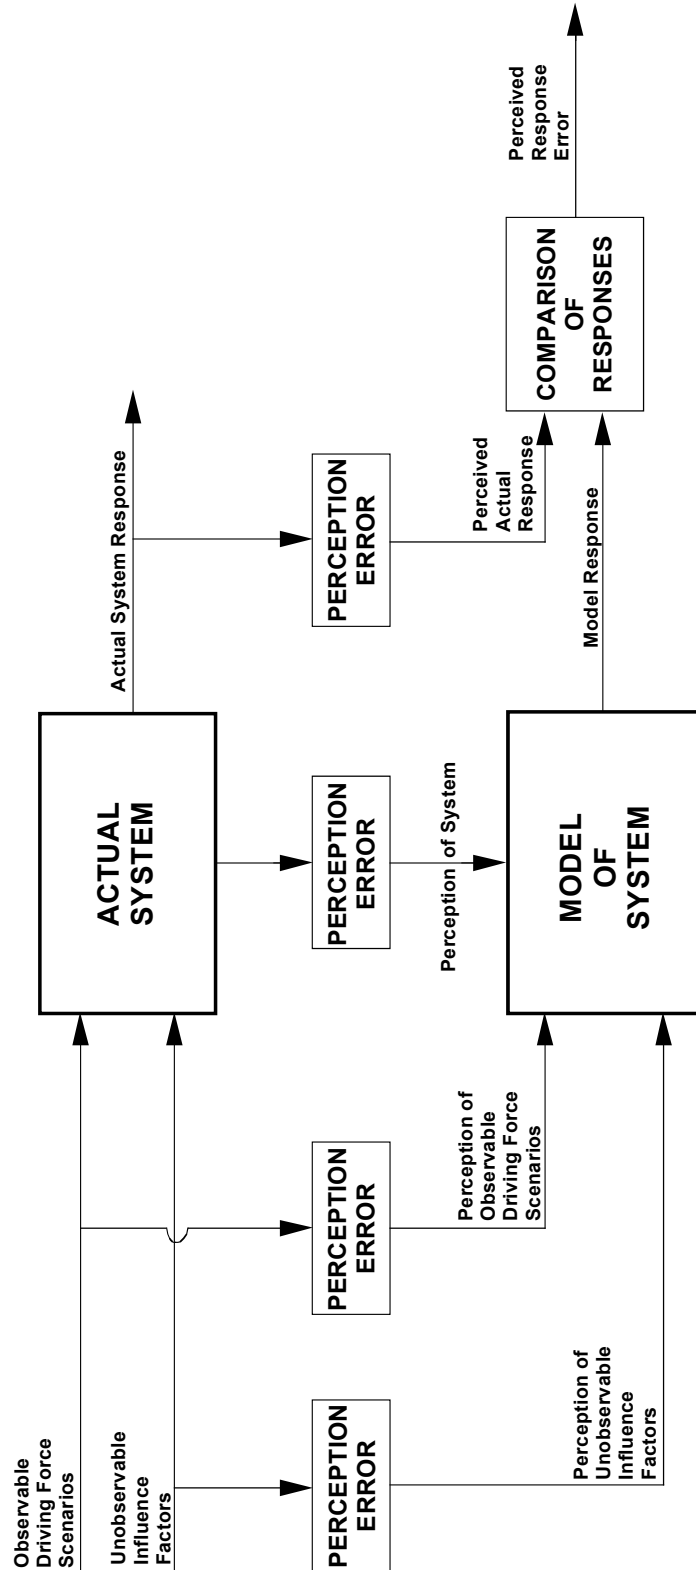 Observable
Driving Force
Scenarios
Unobservable
Influence
Factors
ACTUAL
SYSTEM
Actual System Response
PERCEPTION
ERROR
PERCEPTION
ERROR
PERCEPTION
ERROR
PERCEPTION
ERROR
Perception of
Unobservable
Influence
Factors
Perception of
Observable
Driving Force
Scenarios
Perception of System
Perceived
Actual
Response
MODEL
OF
SYSTEM
Model Response
COMPARISON
OF
RESPONSES
Perceived
Response
Error